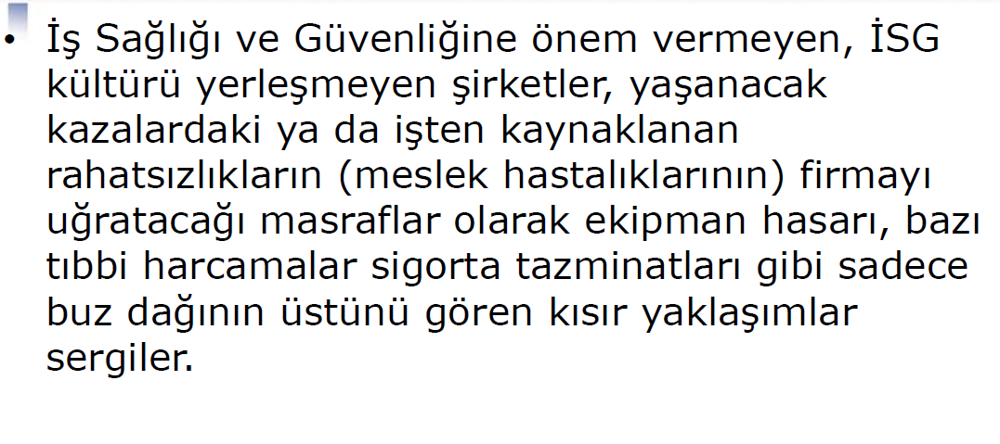 • İş Sağlığı ve Güvenliğine önem vermeyen, İSG
kültürü yerleşmeyen şirketler, yaşanacak
kazalardaki ya da işten kaynaklanan
rahatsızlıkların (meslek hastalıklarının) firmayı
uğratacağı masraflar olarak ekipman hasarı, bazı
tıbbi harcamalar sigorta tazminatları gibi sadece
buz dağının üstünü gören kısır yaklaşımlar
sergiler.